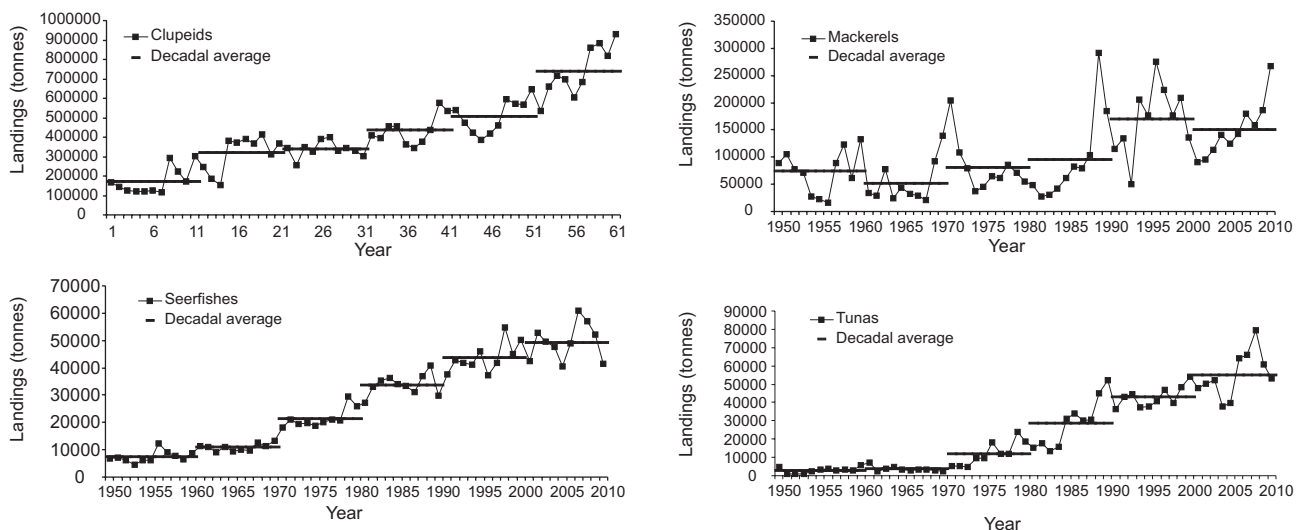 Landings (tonnes)
1000000
900000
800000
700000
600000
500000
400000
300000
200000
100000
0
Clupeids
Decadal average
1 6 11 16 21 26 31 36 41 46 51 56 61
Year
Landings (tonnes)
350000
300000
250000
200000
150000
100000
50000
0
Mackerels
Decadal average
1950 1955 1960 1965 1970 1975 1980 1985 1990 1995 2000 2005 2010
Year
Landings (tonnes)
70000
60000
50000
40000
30000
20000
10000
0
Seerfishes
Decadal average
1950 1955 1960 1965 1970 1975 1980 1985 1990 1995 2000 2005 2010
Year
Landings (tonnes)
90000
80000
70000
60000
50000
40000
30000
20000
10000
0
Tunas
Decadal average
1950 1955 1960 1965 1970 1975 1980 1985 1990 1995 2000 2005 2010
Year